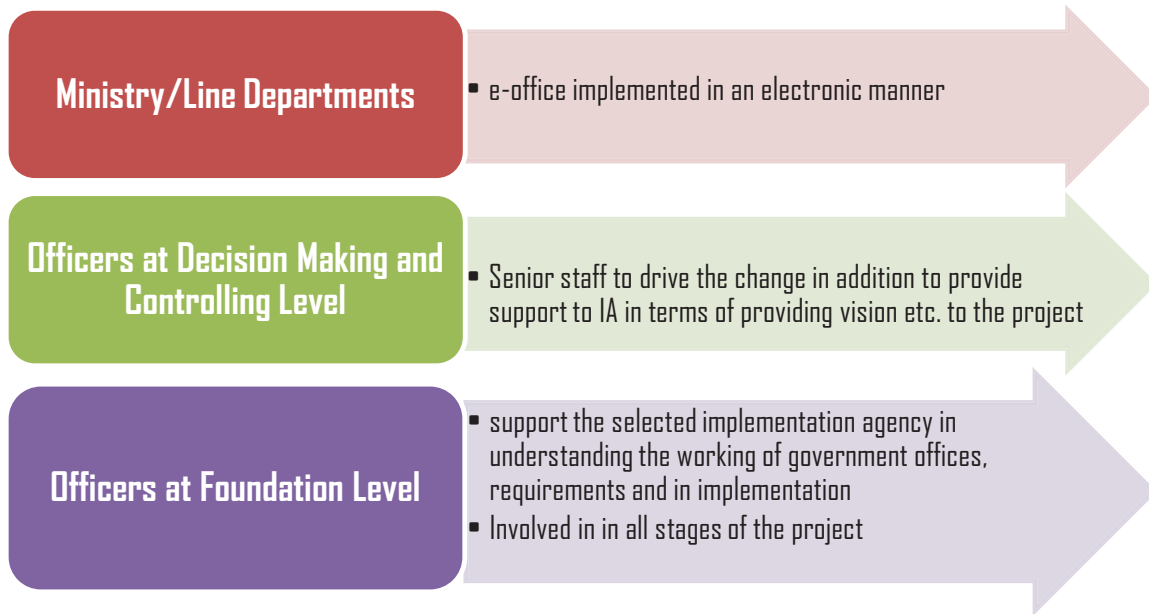 Ministry/Line Departments
▪ e-office implemented in an electronic manner
Officers at Decision Making and
Controlling Level
▪ Senior staff to drive the change in addition to provide
support to IA in terms of providing vision etc. to the project
Officers at Foundation Level
▪ support the selected implementation agency in
understanding the working of government offices,
requirements and in implementation
▪ Involved in in all stages of the project